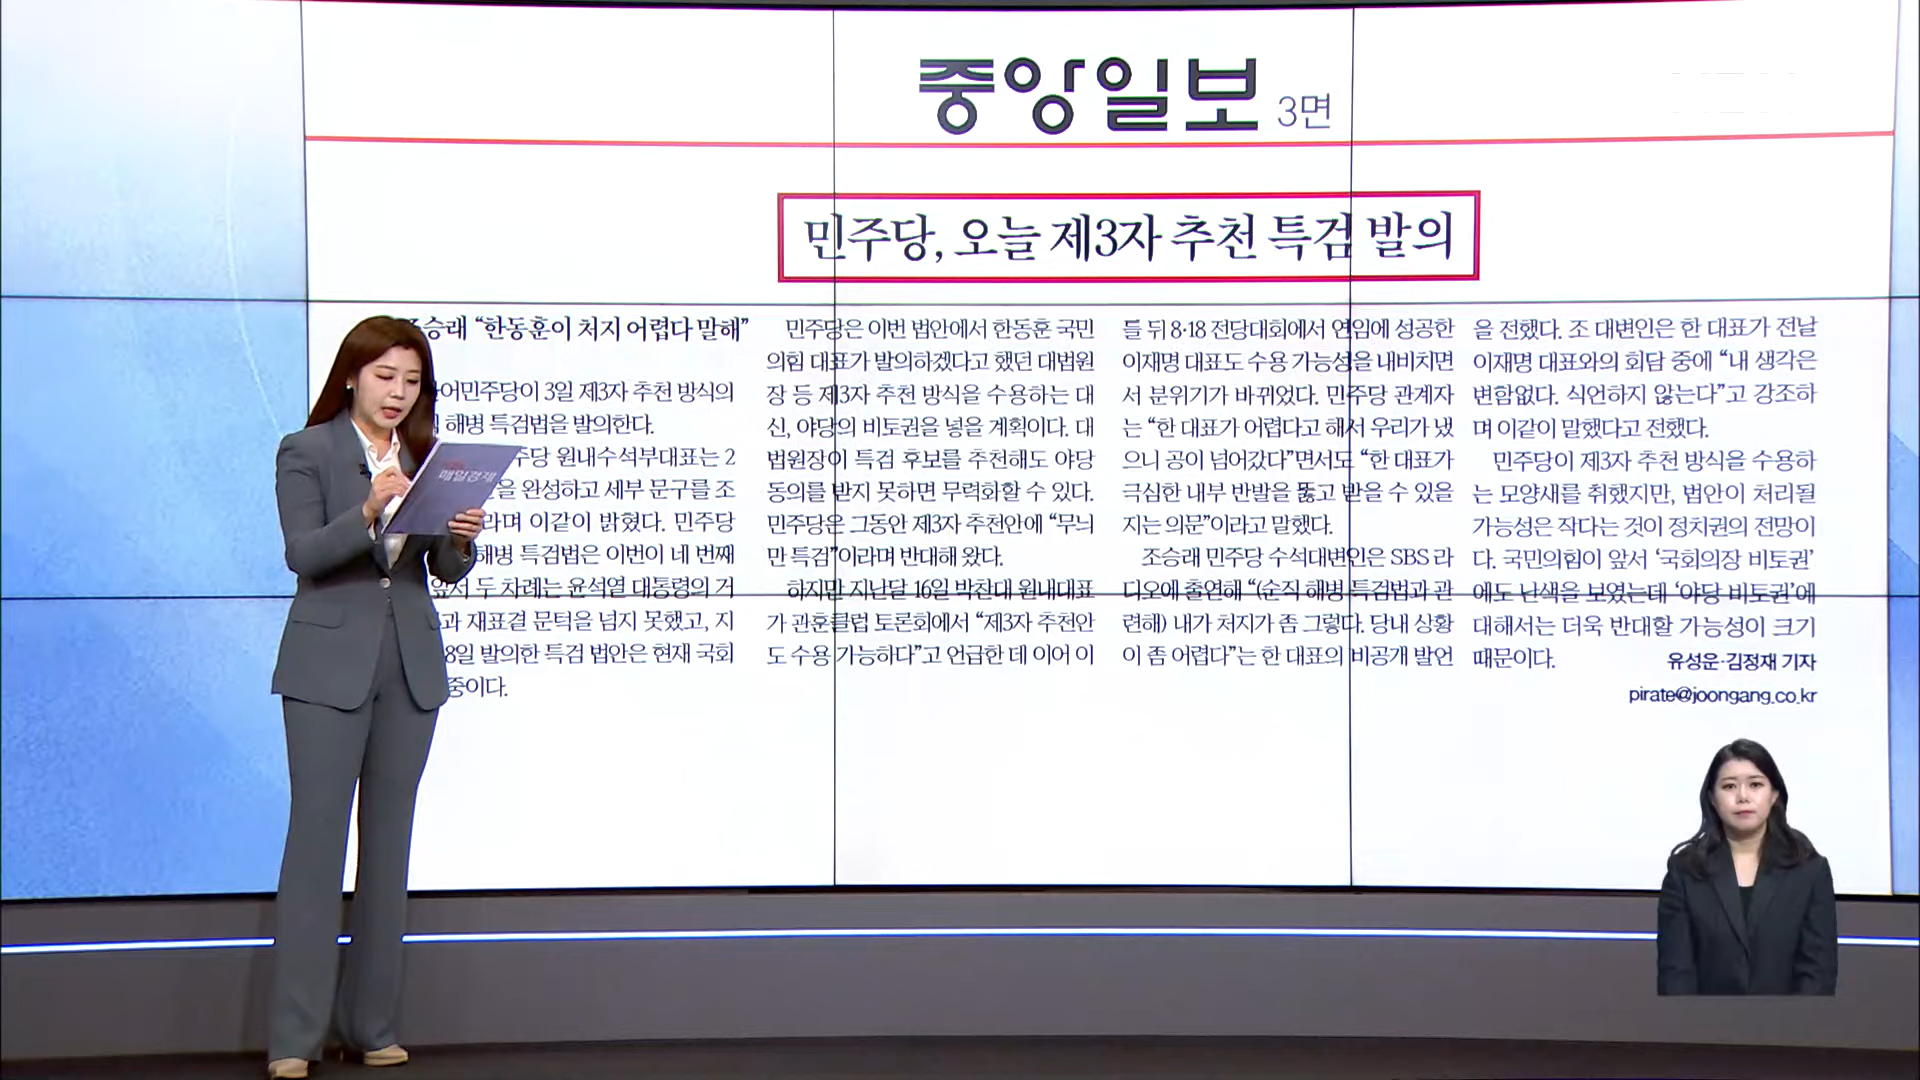 중앙일보 3면
민주당, 오늘 제3자 추천 특검 발의
조승래 “한동훈이 처지 어렵다 말해”
불어민주당이 3일 제3자 추천 방식의
해병 특검법을 발의한다.
주당 원내수석부대표는 2
을 완성하고 세부 문구를 조
라며 이같이 밝혔다. 민주당
해병 특검법은 이번이 네 번째
앞서 두 차례는 윤석열 대통령의 거
과 재표결 문턱을 넘지 못했고, 지
8일 발의한 특검 법안은 현재 국회
중이다.
민주당은 이번 법안에서 한동훈 국민
의힘 대표가 발의하겠다고 했던 대법원
장 등 제3자 추천 방식을 수용하는 대
신, 야당의 비토권을 넣을 계획이다. 대
법원장이 특검 후보를 추천해도 야당
동의를 받지 못하면 무력화할 수 있다.
민주당은 그동안 제3자 추천안에 “무늬
만 특검”이라며 반대해 왔다.
하지만 지난달 16일 박찬대 원내대표
가 관훈클럽 토론회에서 “제3자 추천안
도 수용 가능하다”고 언급한 데 이어 이
틀 뒤 8·18 전당대회에서 연임에 성공한
이재명 대표도 수용 가능성을 내비치면
서 분위기가 바뀌었다. 민주당 관계자
는 “한 대표가 어렵다고 해서 우리가 냈
으니 공이 넘어갔다”면서도 “한 대표가
극심한 내부 반발을 뚫고 받을 수 있을
지는 의문”이라고 말했다.
조승래 민주당 수석대변인은 SBS 라
디오에 출연해 “(순직 해병 특검법과 관
련해) 내가 처지가 좀 그렇다. 당내 상황
이 좀 어렵다”는 한 대표의 비공개 발언
을 전했다. 조 대변인은 한 대표가 전날
이재명 대표와의 회담 중에 “내 생각은
변함없다. 식언하지 않는다”고 강조하
며 이같이 말했다고 전했다.
민주당이 제3자 추천 방식을 수용하
는 모양새를 취했지만, 법안이 처리될
가능성은 작다는 것이 정치권의 전망이
다. 국민의힘이 앞서 ‘국회의장 비토권’
에도 난색을 보였는데 ‘야당 비토권’에
대해서는 더욱 반대할 가능성이 크기
때문이다. 유성운·김정재 기자
pirate@joongang.co.kr
매일경제